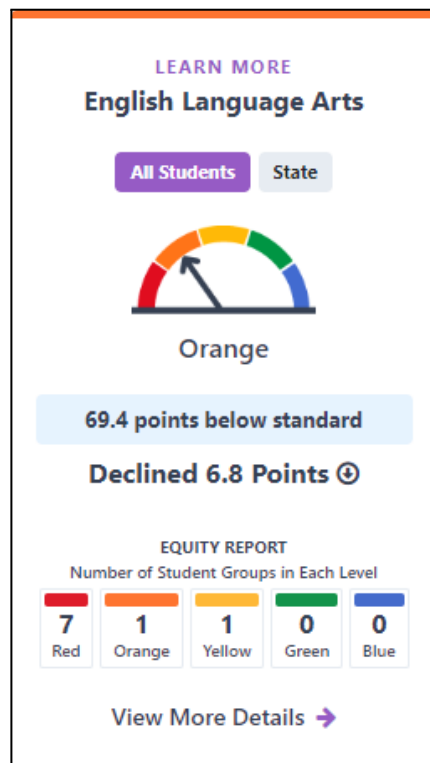 LEARN MORE
English Language Arts
All Students State
Orange
69.4 points below standard
Declined 6.8 Points
EQUITY REPORT
Number of Student Groups in Each Level
7 1 1 0 0
Red Orange Yellow Green Blue
View More Details